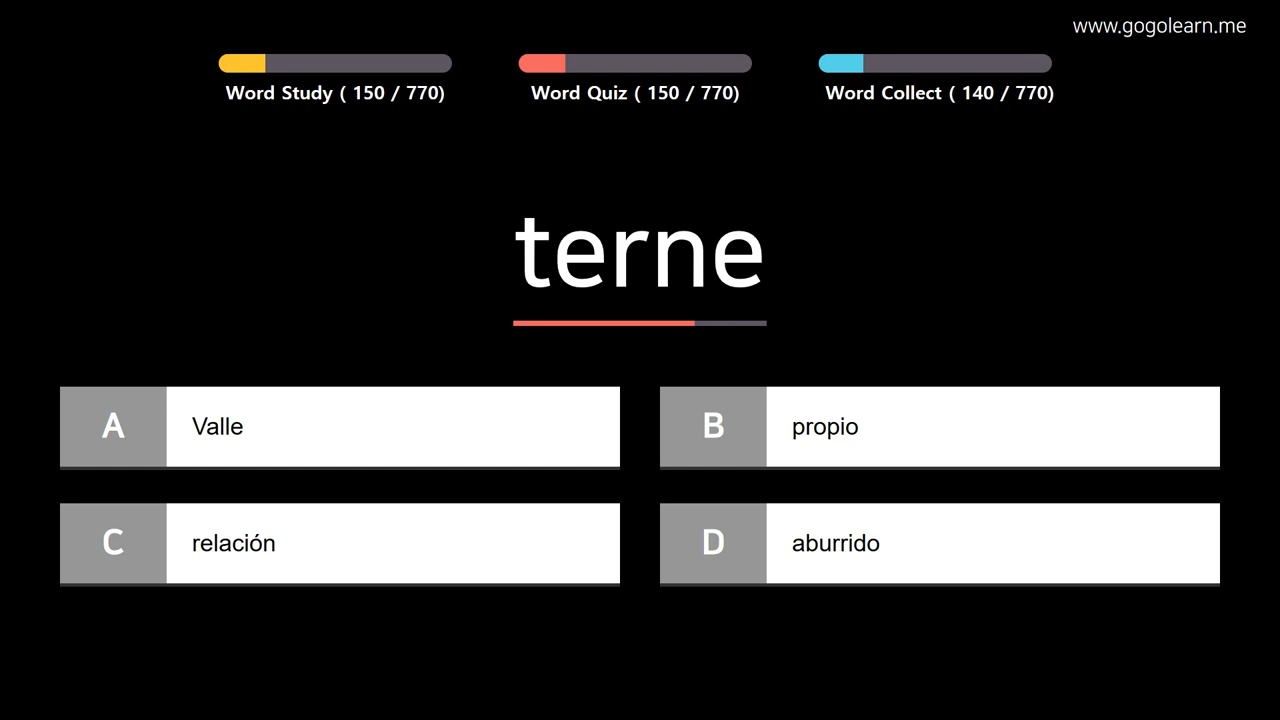 www.gogolearn.me
Word Study ( 150 / 770)
Word Quiz ( 150 / 770)
Word Collect ( 140 / 770)
terne
A
Valle
B
propio
C
relación
D
aburrido